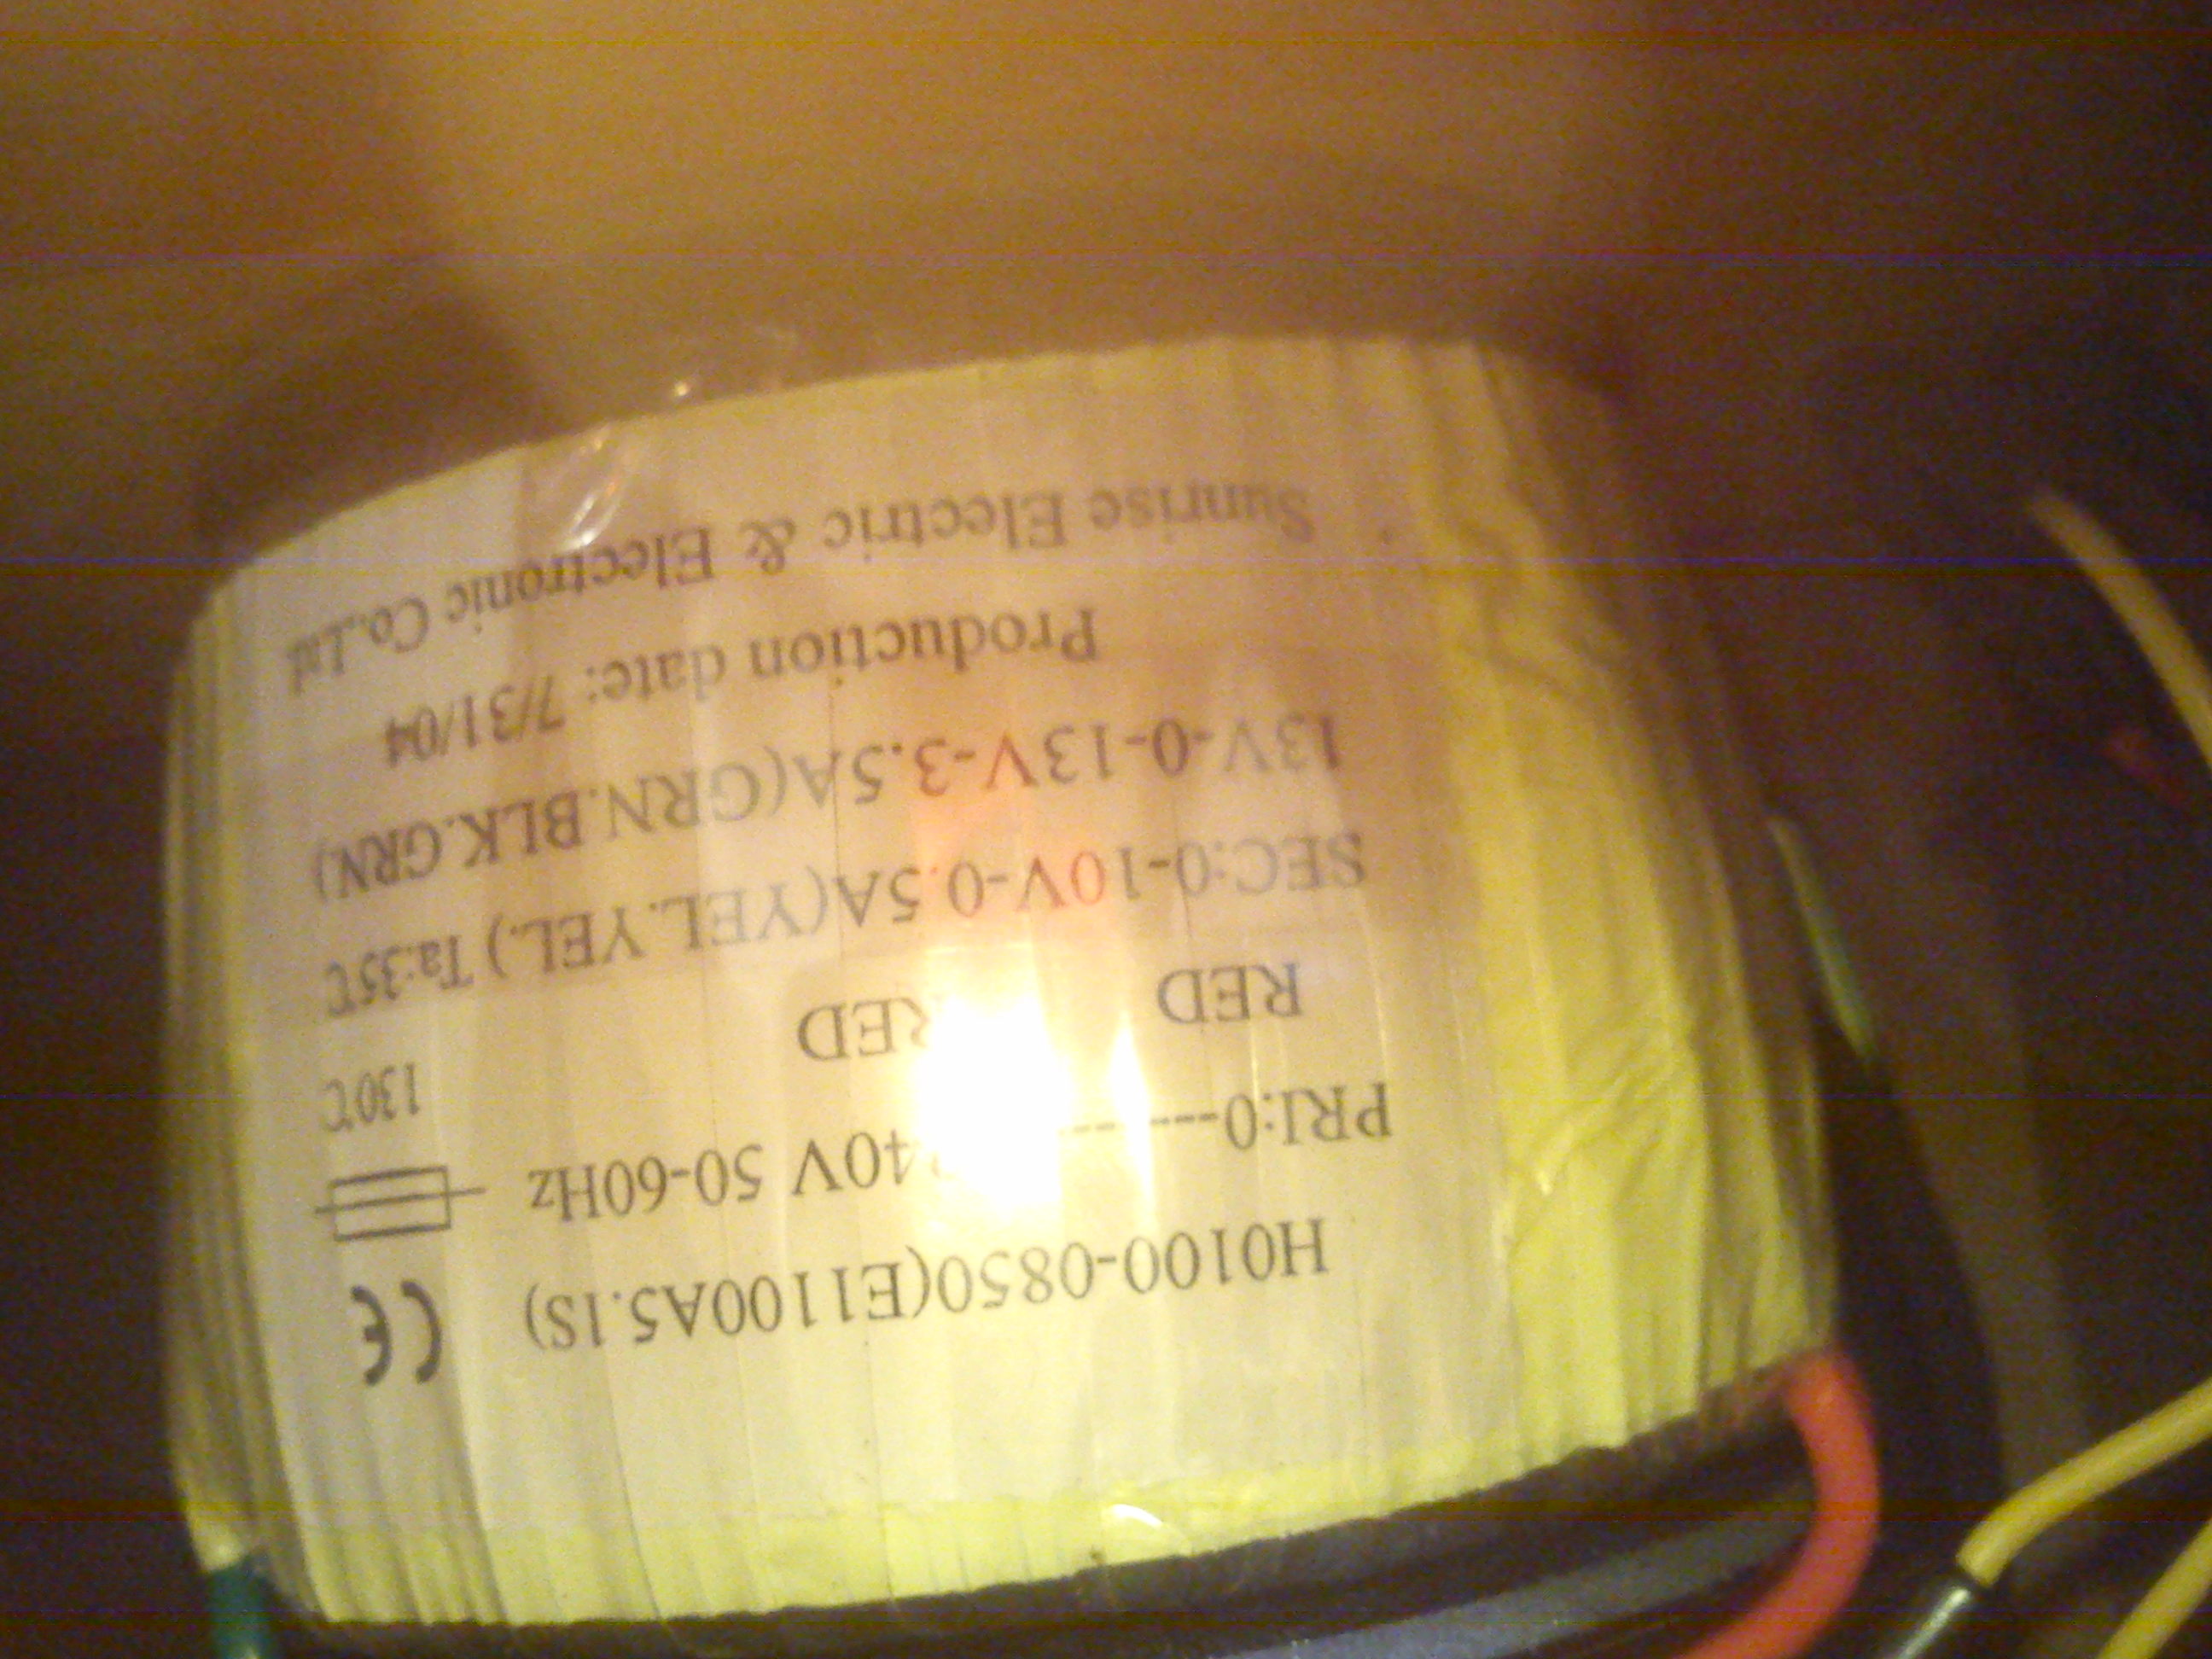 H0100-0850(E1100A5.1S) CE
PRI:0--- 40V 50-60Hz
RED RED 130℃
SEC:0-10V-0.5A(YEL.YEL.) Ta:35℃
13V-0-13V-3.5A(GRN.BLK.GRN)
Production date: 7/31/04
Sunrise Electric & Electronic Co.,Ltd